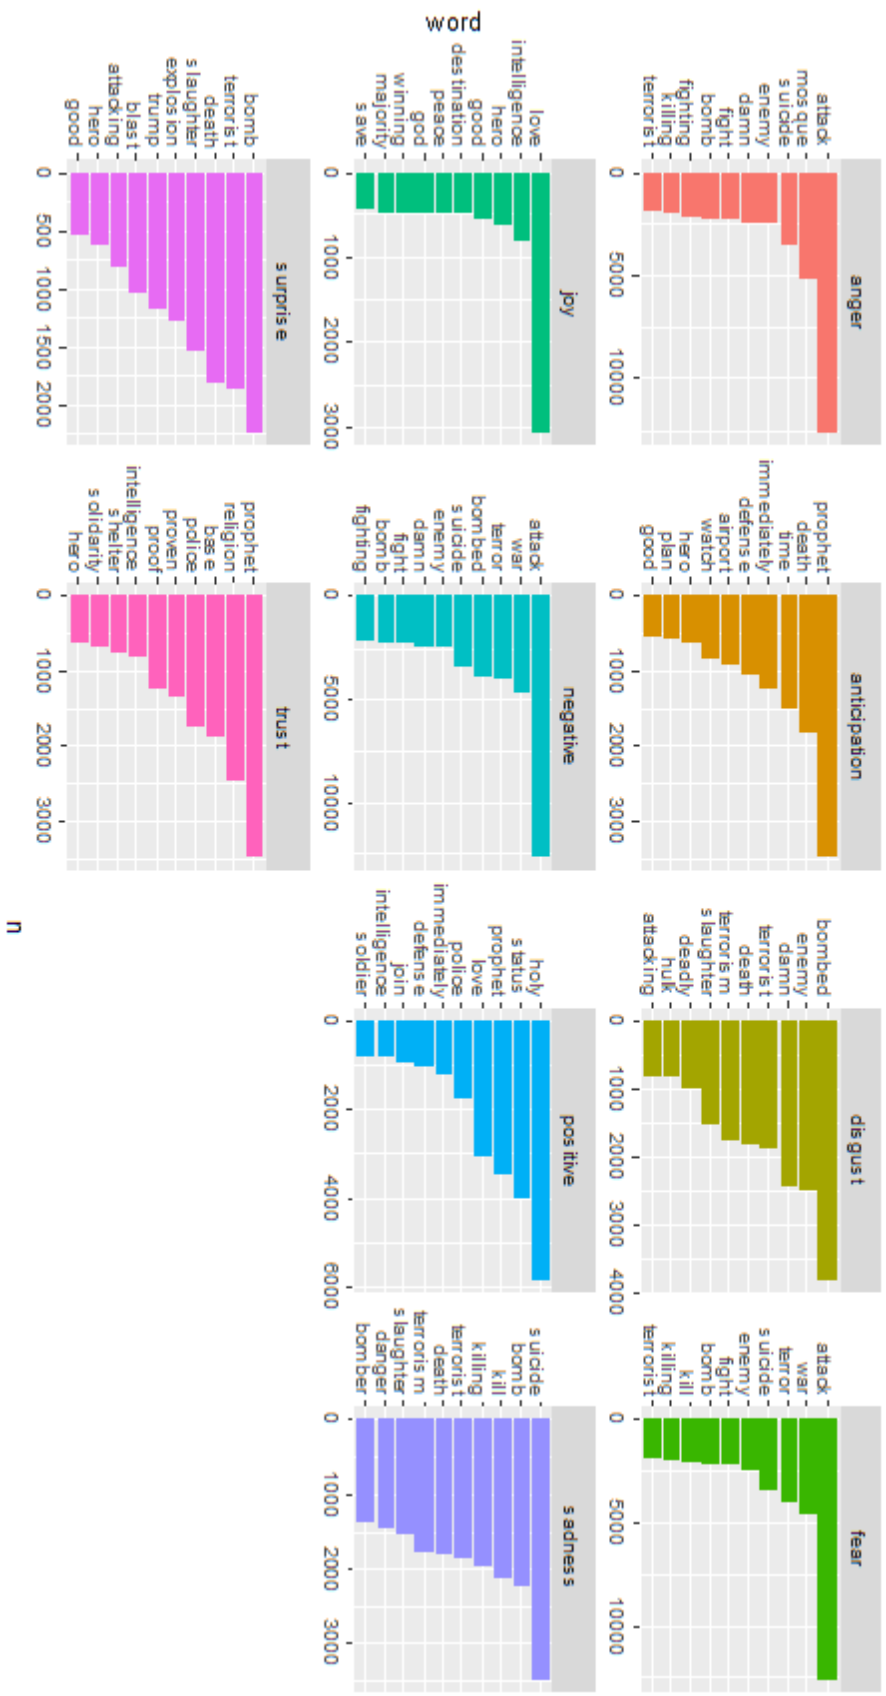 anger
attack
mosque
suicide
enemy
damn
fight
bomb
fighting
killing
terrorist
0 5000 10000
anticipation
prophet
death
time
immediately
defense
airport
watch
hero
plan
good
0 1000 2000 3000
disgust
bombed
enemy
damn
terrorist
death
terrorism
slaughter
deadly
hulk
attacking
0 1000 2000 3000 4000
fear
attack
war
terror
suicide
enemy
fight
bomb
kill
killing
terrorist
0 5000 10000
word
joy
love
intelligence
hero
good
destination
peace
god
winning
majority
save
0 1000 2000 3000
negative
attack
war
terror
bombed
suicide
enemy
damn
fight
bomb
fighting
0 5000 10000
positive
holy
status
prophet
love
police
immediately
defense
join
intelligence
soldier
0 2000 4000 6000
sadness
suicide
bomb
kill
killing
terrorist
death
terrorism
slaughter
danger
bomber
0 1000 2000 3000
surprise
bomb
terrorist
death
slaughter
explosion
trump
blast
attacking
hero
good
0 500 1000 1500 2000
trust
prophet
religion
base
police
proven
proof
intelligence
shelter
solidarity
hero
0 1000 2000 3000
n